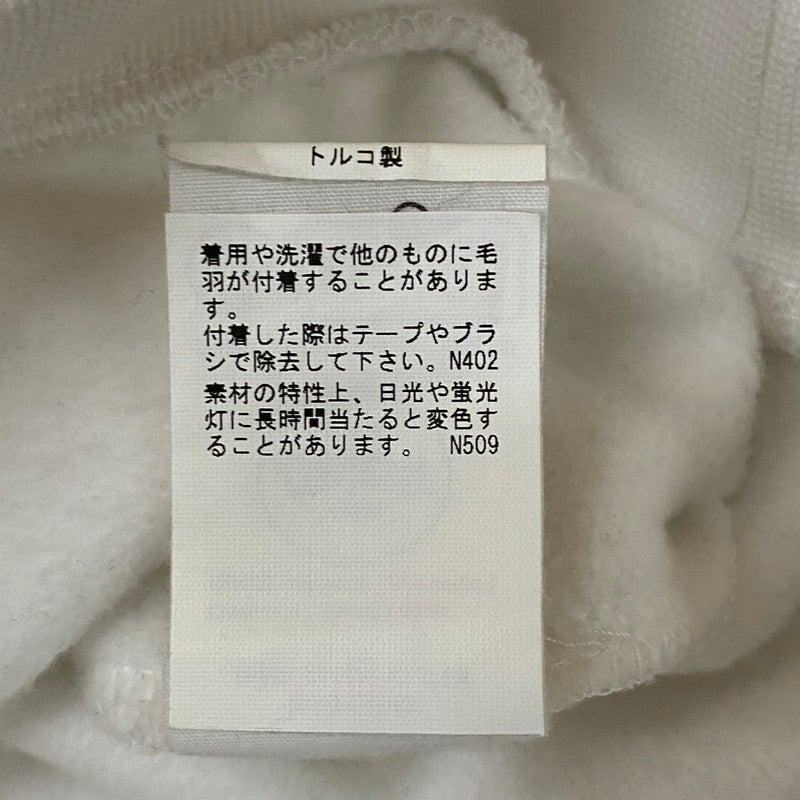 トルコ製
着用や洗濯で他のものに毛
羽が付着することがありま
す。
付着した際はテープやブラ
シで除去して下さい。N402
素材の特性上、日光や蛍光
灯に長時間当たると変色す
ることがあります。 N509